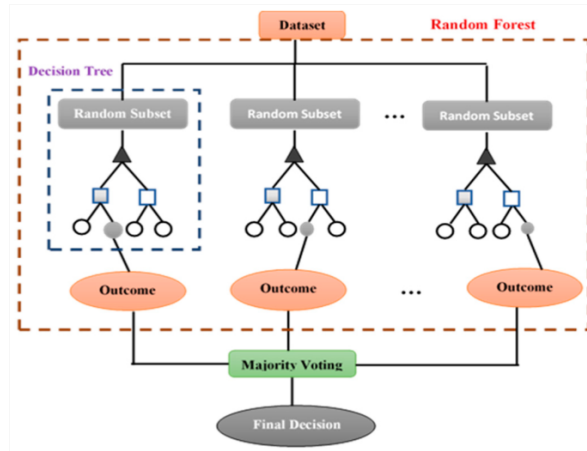 Dataset
Random Forest
Decision Tree
Random Subset
Random Subset
...
Random Subset
Outcome
Outcome
...
Outcome
Majority Voting
Final Decision